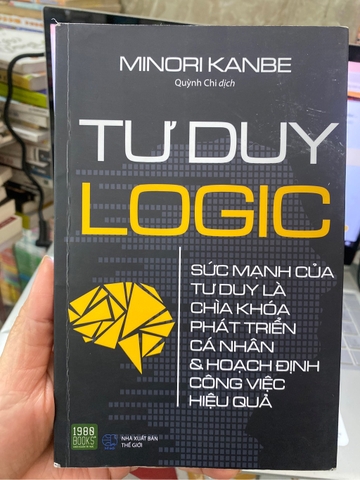 MINORI KANBE
Quỳnh Chi dịch
TƯ DUY
LOGIC
SỨC MẠNH CỦA
TƯ DUY LÀ
CHÌA KHÓA
PHÁT TRIỂN
CÁ NHÂN
& HOẠCH ĐỊNH
CÔNG VIỆC
HIỆU QUẢ
1980
BOOKS
NHÀ XUẤT BẢN
THẾ GIỚI